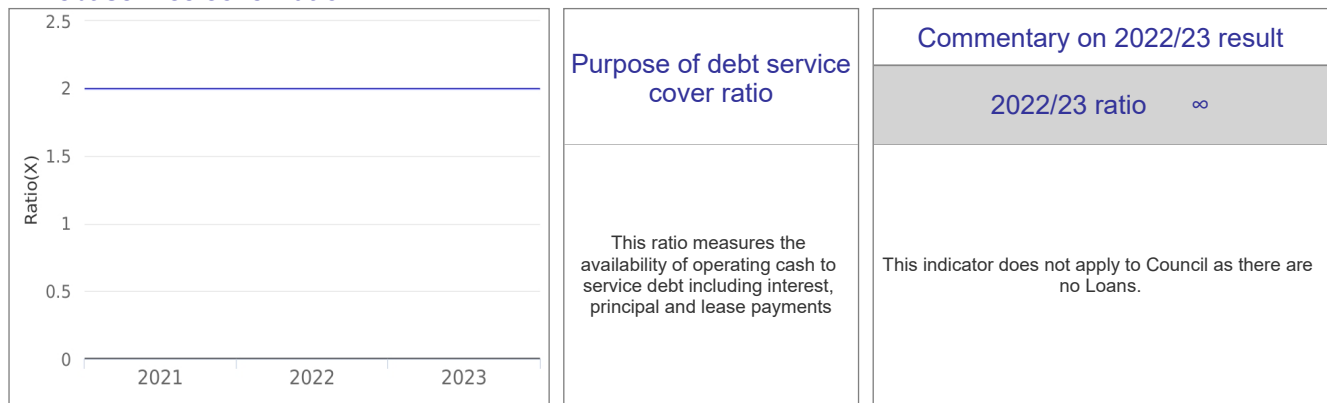 2.5
2
1.5
1
0.5
0
Ratio(X)
2021 2022 2023
Purpose of debt service
cover ratio
This ratio measures the
availability of operating cash to
service debt including interest,
principal and lease payments
Commentary on 2022/23 result
2022/23 ratio ∞
This indicator does not apply to Council as there are
no Loans.